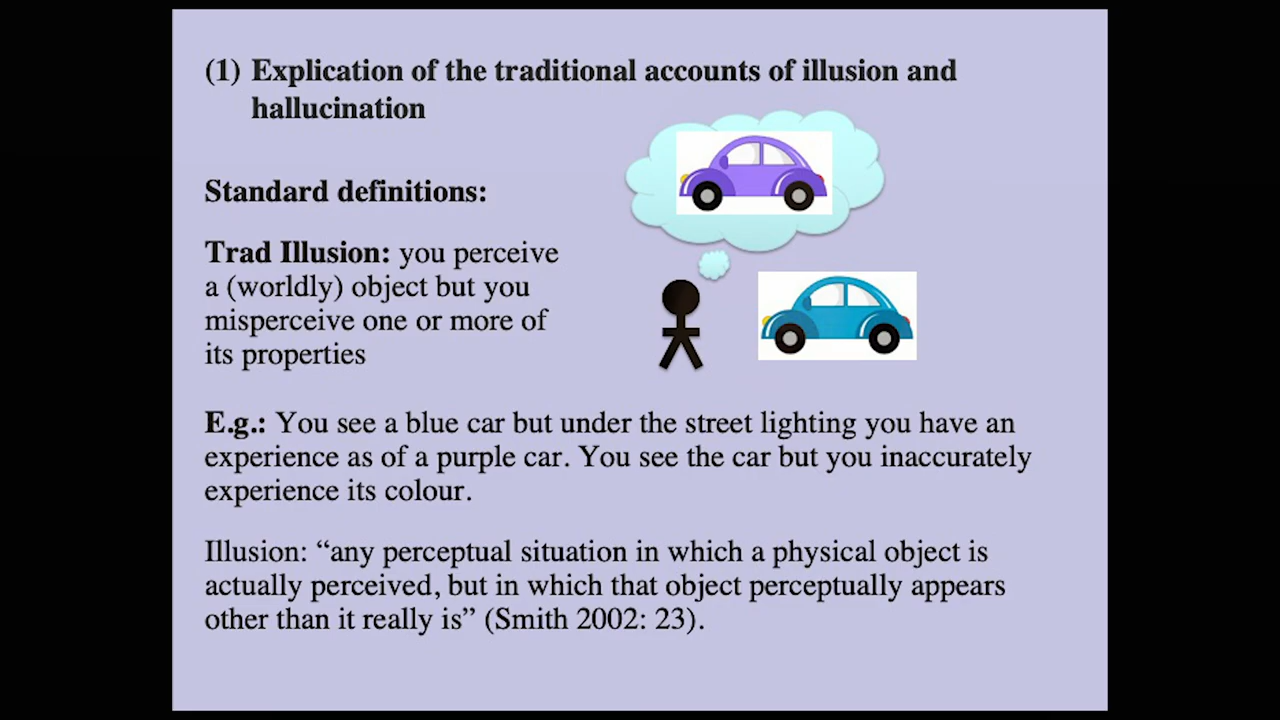 (1) Explication of the traditional accounts of illusion and
hallucination
Standard definitions:
Trad Illusion: you perceive
a (worldly) object but you
misperceive one or more of
its properties
E.g.: You see a blue car but under the street lighting you have an
experience as of a purple car. You see the car but you inaccurately
experience its colour.
Illusion: “any perceptual situation in which a physical object is
actually perceived, but in which that object perceptually appears
other than it really is” (Smith 2002: 23).